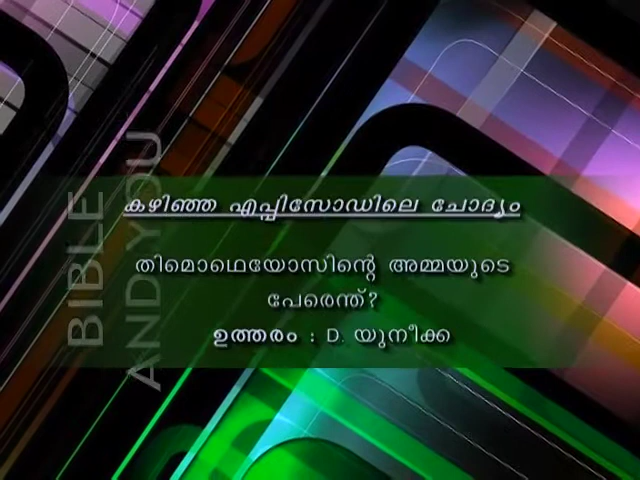 കഴിഞ്ഞ എപ്പിസോഡിലെ ചോദ്യം
തിമൊഥെയോസിന്റെ അമ്മയുടെ
പേരെന്ത്?
ഉത്തരം : D. യുനീക്ക
BIBLE
AND YOU